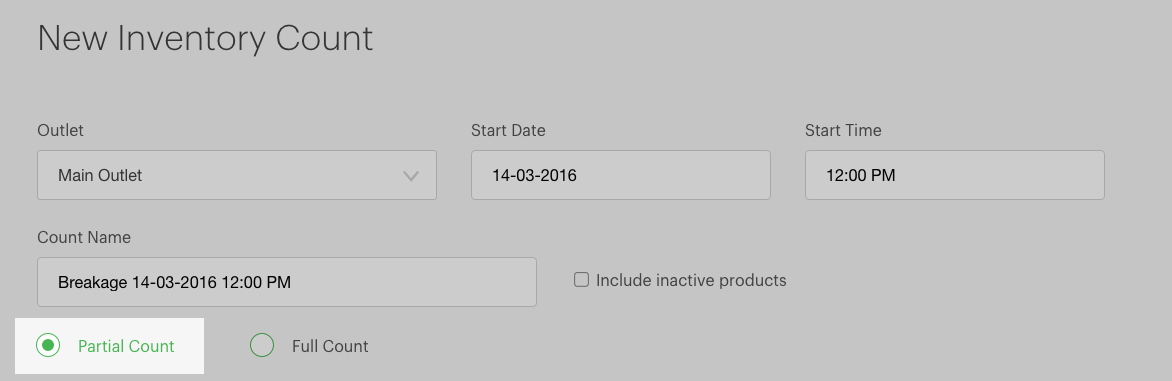 New Inventory Count
Outlet Start Date Start Time
Main Outlet 14-03-2016 12:00 PM
Count Name
Breakage 14-03-2016 12:00 PM Include inactive products
Partial Count Full Count